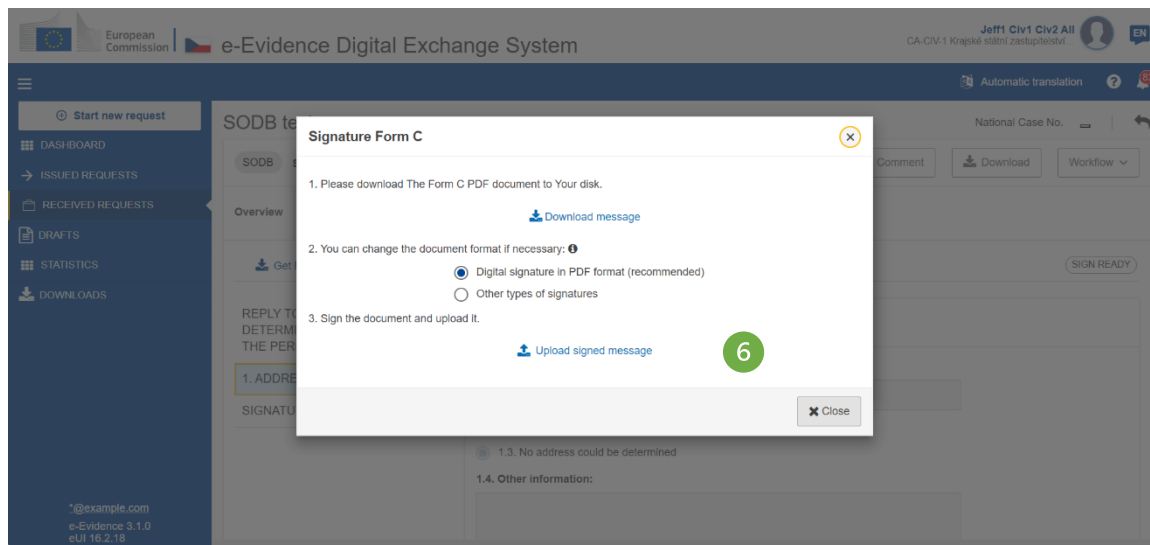 European
Commission
e-Evidence Digital Exchange System
Jeff1 Civ1 Civ2 All
CA-CIV-1 Krajské státní zastupitelství ...
EN
Automatic translation
Start new request
DASHBOARD
ISSUED REQUESTS
RECEIVED REQUESTS
DRAFTS
STATISTICS
DOWNLOADS
*@example.com
e-Evidence 3.1.0
eUI 16.2.18
SODB
National Case No.
SODB
Comment
Download
Workflow
Overview
Get
SIGN READY
REPLY TO
THE PER
1. ADDRE
SIGNATU
Signature Form C
1. Please download The Form C PDF document to Your disk.
Download message
2. You can change the document format if necessary:
Digital signature in PDF format (recommended)
Other types of signatures
3. Sign the document and upload it.
Upload signed message
6
Close
1.3. No address could be determined
1.4. Other information: